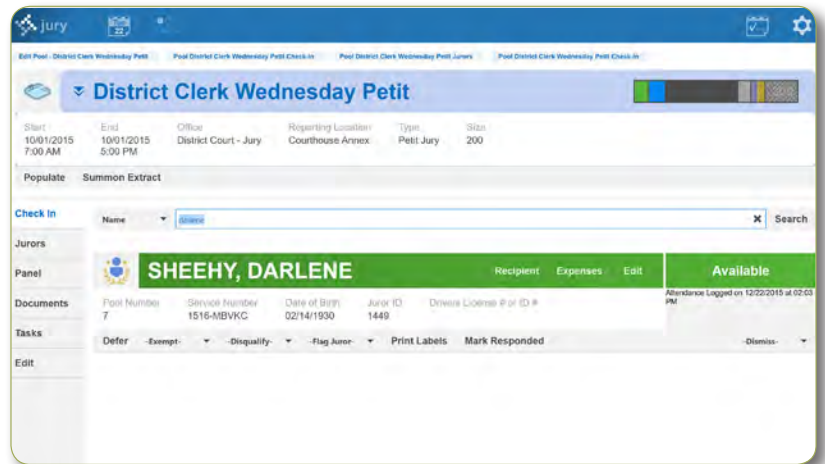 jury
22
Edit Pool - District Clerk Wednesday Petit Pool District Clerk Wednesday Petit Check-In Pool District Clerk Wednesday Petit Jurors Pool District Clerk Wednesday Petit Check-In
District Clerk Wednesday Petit
Start End Office Reporting Location Type Size
10/01/2015 10/01/2015 District Court - Jury Courthouse Annex Petit Jury 200
7:00 AM 5:00 PM
Populate Summon Extract
Check In Name darlene Search
Jurors
Panel SHEEHY, DARLENE Recipient Expenses Edit Available
Documents Pool Number Service Number Date of Birth Juror ID Drivers License # or ID # Attendance Logged on 12/22/2015 at 02:03 PM
7 1516-MBVKC 02/14/1930 1449
Tasks Defer -Exempt- -Disqualify- -Flag Juror- Print Labels Mark Responded -Dismiss-
Edit